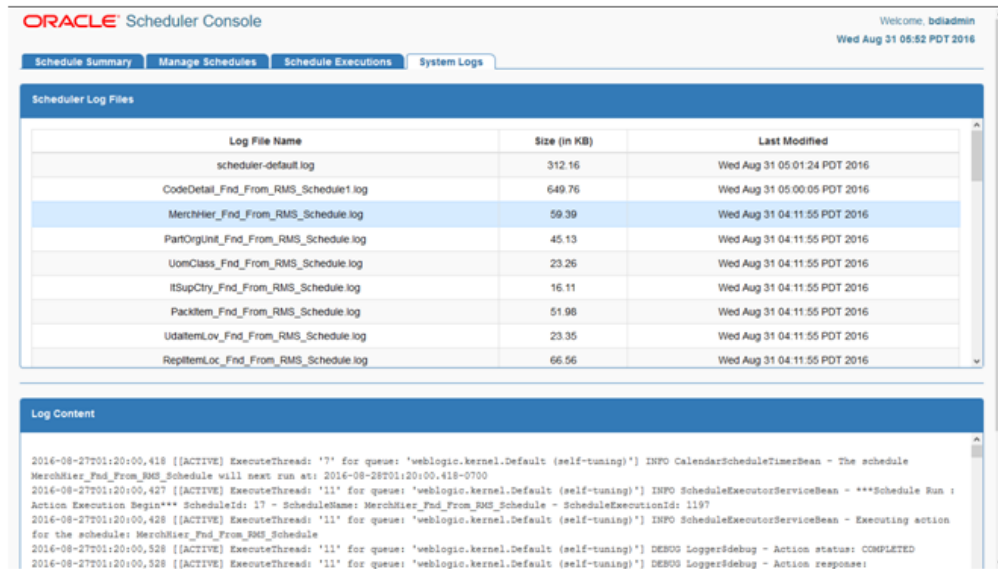 ORACLE® Scheduler Console
Welcome, bdiadmin
Wed Aug 31 05:52 PDT 2016
Schedule Summary Manage Schedules Schedule Executions System Logs
Scheduler Log Files
Log File Name Size (in KB) Last Modified
scheduler-default.log 312.16 Wed Aug 31 05:01:24 PDT 2016
CodeDetail_Fnd_From_RMS_Schedule1.log 649.76 Wed Aug 31 05:00:05 PDT 2016
MerchHier_Fnd_From_RMS_Schedule.log 59.39 Wed Aug 31 04:11:55 PDT 2016
PartOrgUnit_Fnd_From_RMS_Schedule.log 45.13 Wed Aug 31 04:11:55 PDT 2016
UomClass_Fnd_From_RMS_Schedule.log 23.26 Wed Aug 31 04:11:55 PDT 2016
ItSupCtry_Fnd_From_RMS_Schedule.log 16.11 Wed Aug 31 04:11:55 PDT 2016
PackItem_Fnd_From_RMS_Schedule.log 51.98 Wed Aug 31 04:11:55 PDT 2016
UdaItemLov_Fnd_From_RMS_Schedule.log 23.35 Wed Aug 31 04:11:55 PDT 2016
ReplItemLoc_Fnd_From_RMS_Schedule.log 66.56 Wed Aug 31 04:11:55 PDT 2016
Log Content
2016-08-27T01:20:00,418 [[ACTIVE] ExecuteThread: '7' for queue: 'weblogic.kernel.Default (self-tuning)'] INFO CalendarScheduleTimerBean - The schedule
MerchHier_Fnd_From_RMS_Schedule will next run at: 2016-08-28T01:20:00.418-0700
2016-08-27T01:20:00,427 [[ACTIVE] ExecuteThread: '11' for queue: 'weblogic.kernel.Default (self-tuning)'] INFO ScheduleExecutorServiceBean - ***Schedule Run :
Action Execution Begin*** ScheduleId: 17 - ScheduleName: MerchHier_Fnd_From_RMS_Schedule - ScheduleExecutionId: 1197
2016-08-27T01:20:00,428 [[ACTIVE] ExecuteThread: '11' for queue: 'weblogic.kernel.Default (self-tuning)'] INFO ScheduleExecutorServiceBean - Executing action
for the schedule: MerchHier_Fnd_From_RMS_Schedule
2016-08-27T01:20:00,528 [[ACTIVE] ExecuteThread: '11' for queue: 'weblogic.kernel.Default (self-tuning)'] DEBUG Logger$debug - Action status: COMPLETED
2016-08-27T01:20:00,528 [[ACTIVE] ExecuteThread: '11' for queue: 'weblogic.kernel.Default (self-tuning)'] DEBUG Logger$debug - Action response: